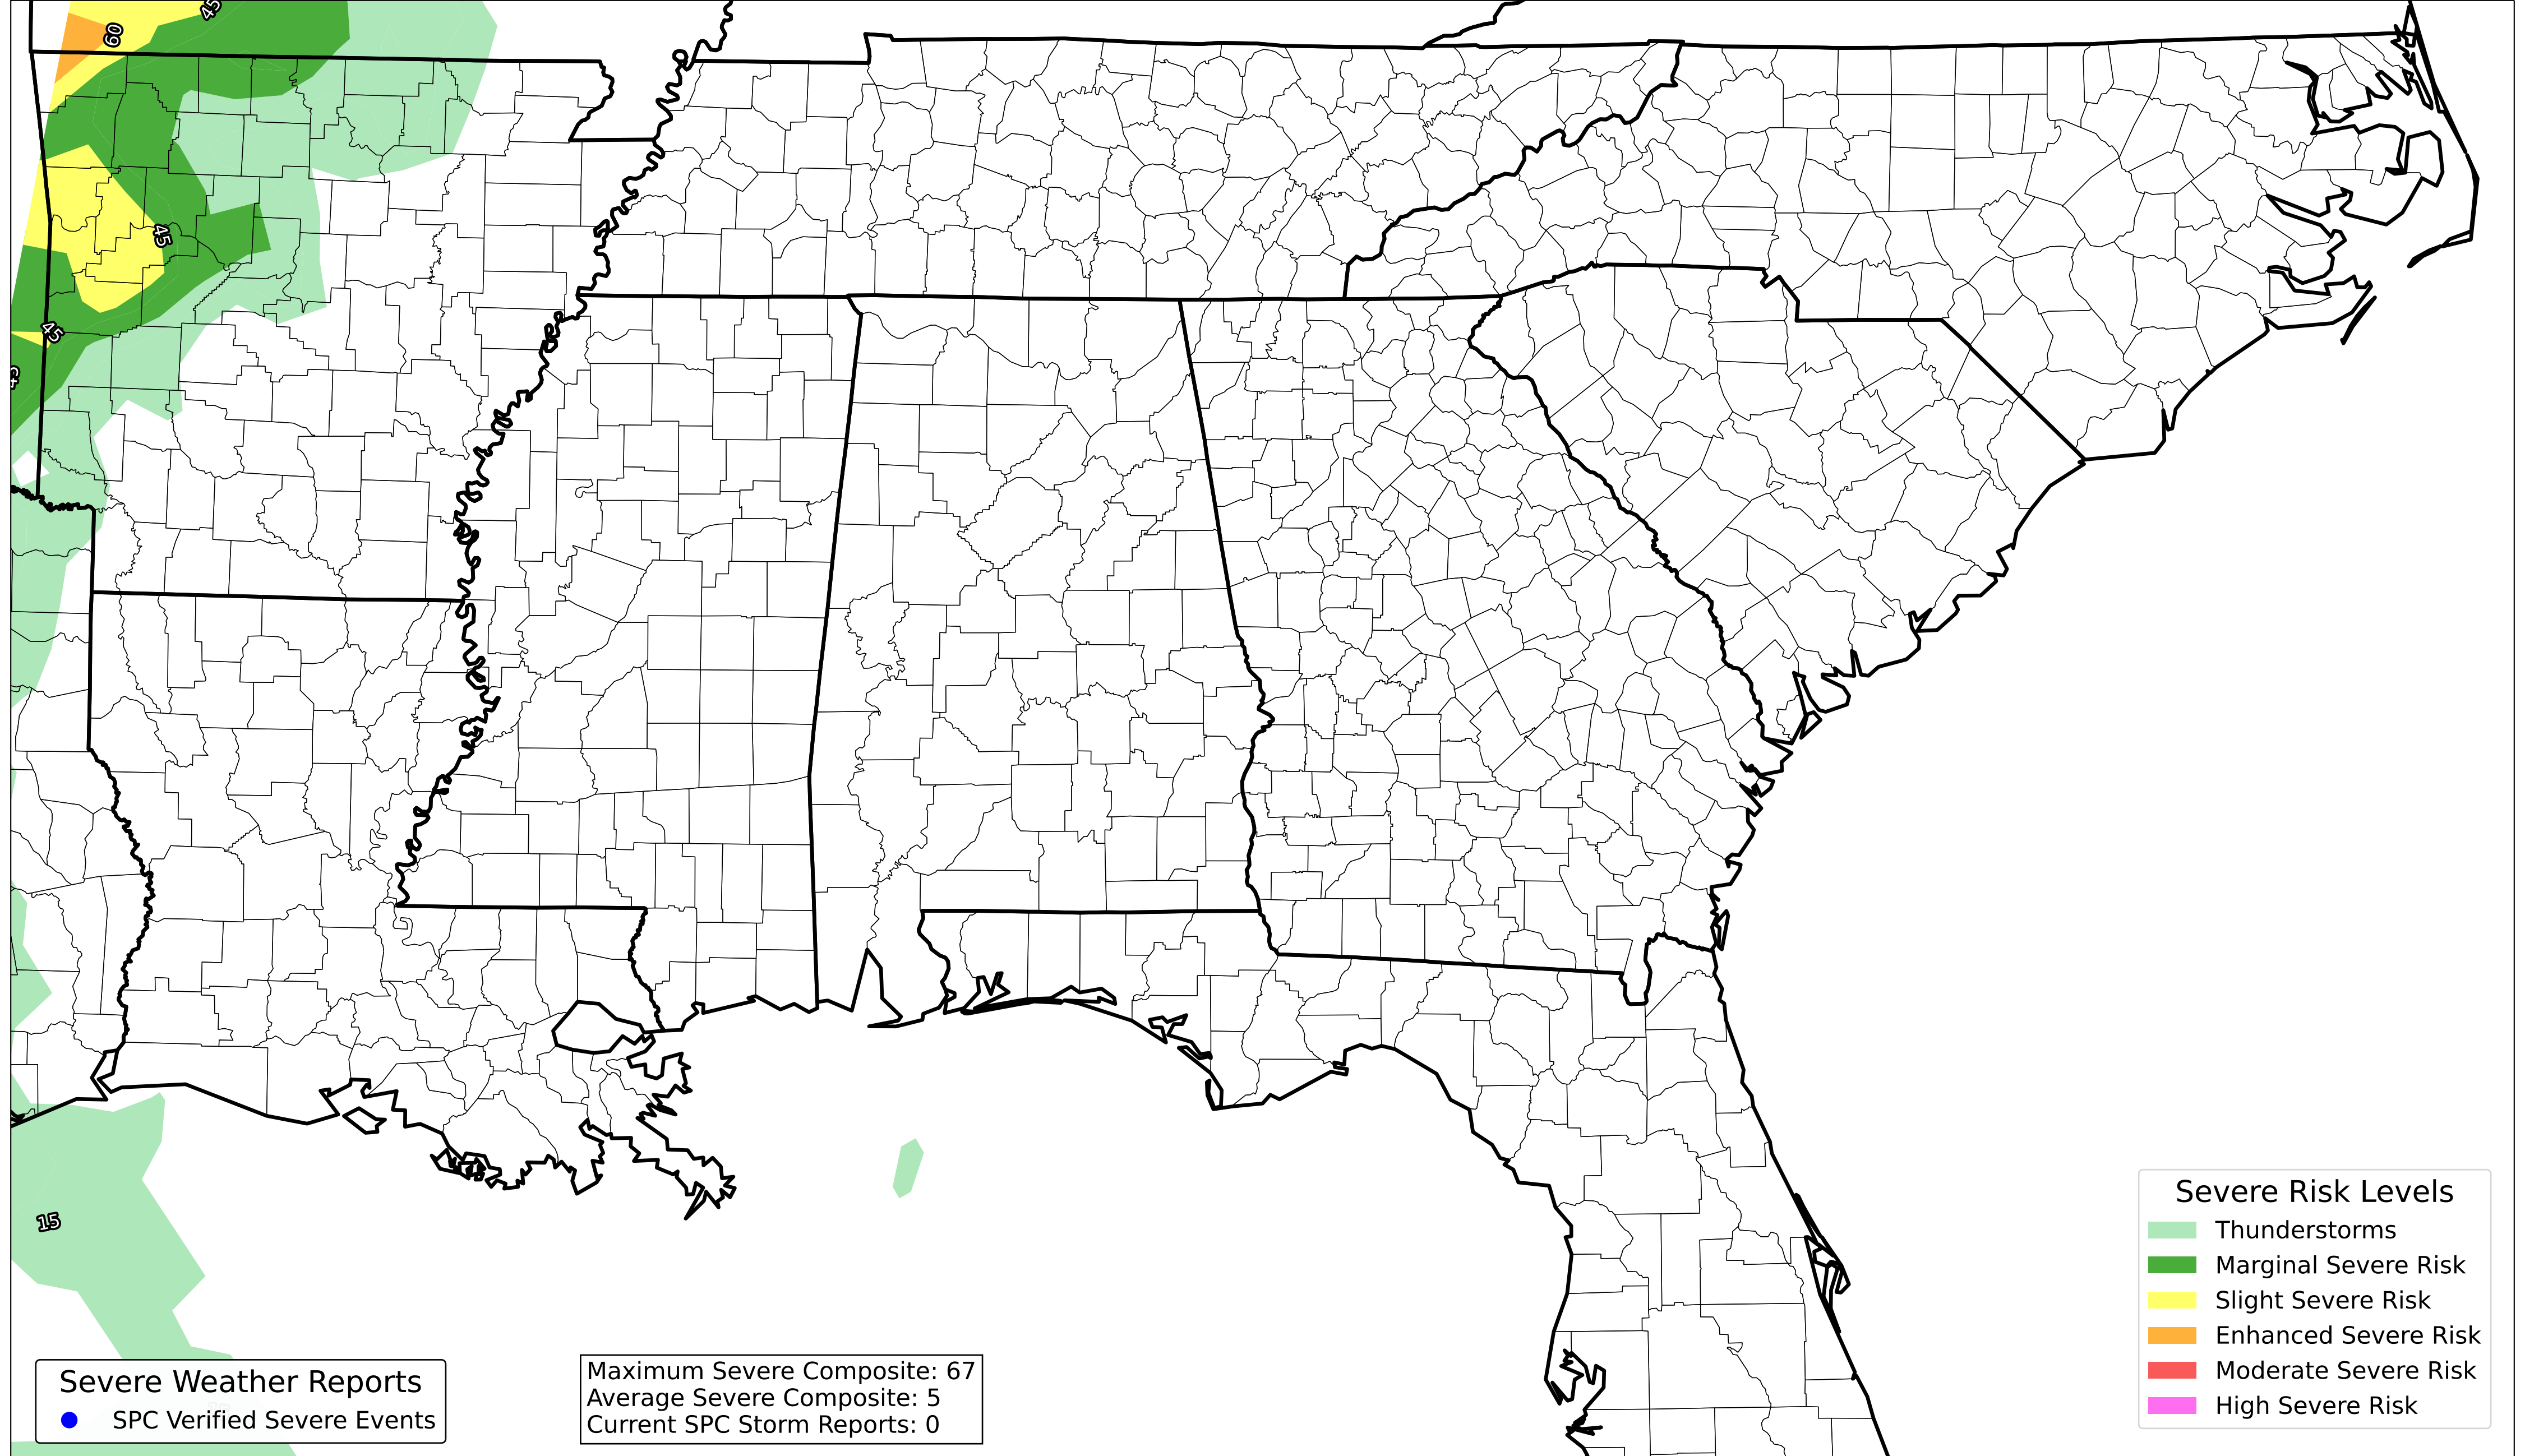 45
60
45
45
45
15
Severe Risk Levels
Thunderstorms
Marginal Severe Risk
Slight Severe Risk
Enhanced Severe Risk
Moderate Severe Risk
High Severe Risk
Severe Weather Reports
SPC Verified Severe Events
Maximum Severe Composite: 67
Average Severe Composite: 5
Current SPC Storm Reports: 0